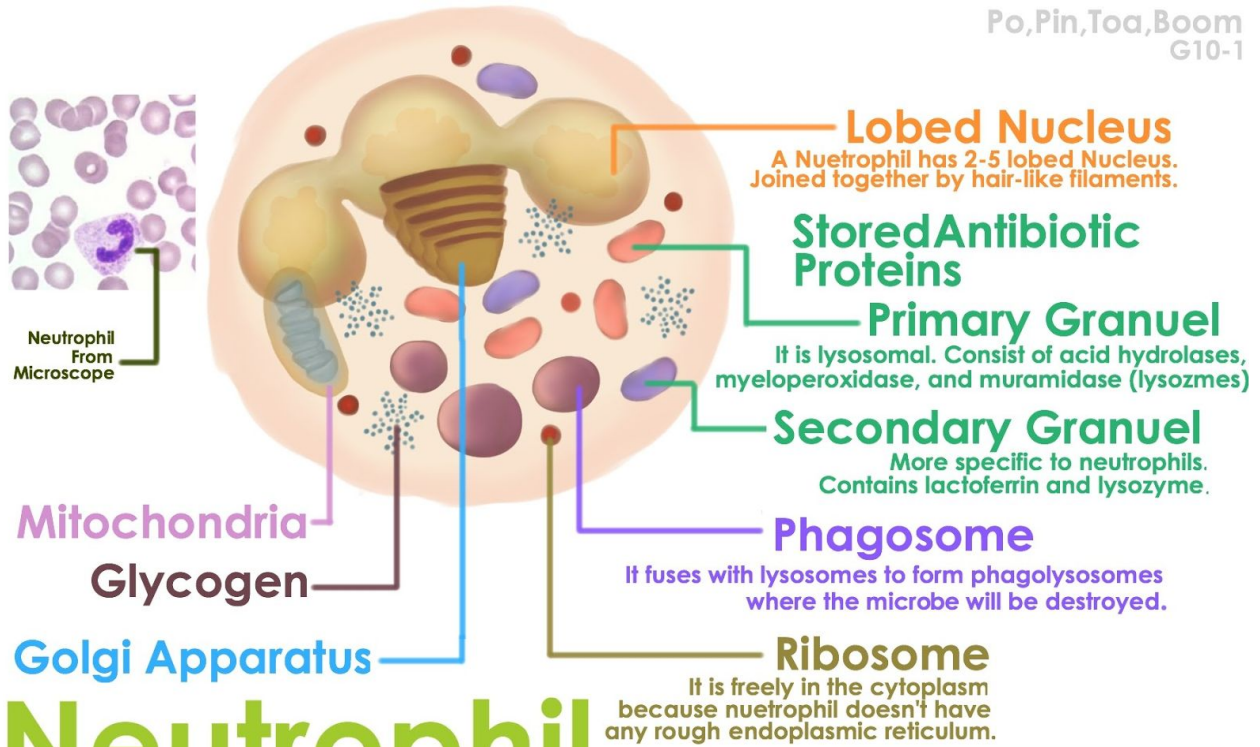 Po,Pin,Toa,Boom
G10-1
Lobed Nucleus
A Nuetrophil has 2-5 lobed Nucleus.
Joined together by hair-like filaments.
Stored Antibiotic
Proteins
Primary Granuel
It is lysosomal. Consist of acid hydrolases,
myeloperoxidase, and muramidase (lysozmes)
Neutrophil
From
Microscope
Secondary Granuel
More specific to neutrophils.
Contains lactoferrin and lysozyme.
Mitochondria
Phagosome
It fuses with lysosomes to form phagolysosomes
where the microbe will be destroyed.
Glycogen
Golgi Apparatus
Ribosome
It is freely in the cytoplasm
because nuetrophil doesn't have
any rough endoplasmic reticulum.
Neutrophil